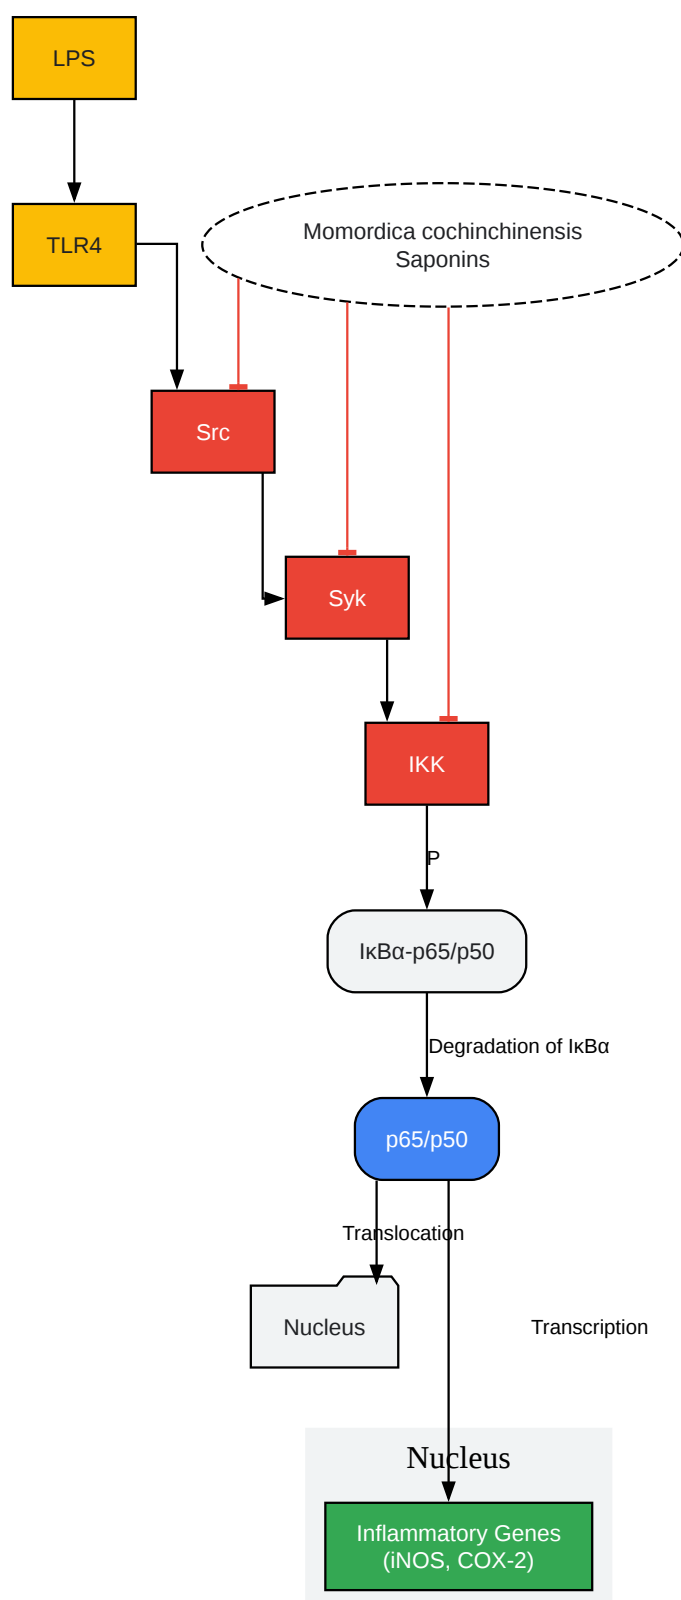 LPS
TLR4
Momordica cochinchinensis
Saponins
Src
Syk
IKK
P
IκBα-p65/p50
Degradation of IκBα
p65/p50
Translocation
Nucleus
Transcription
Nucleus
Inflammatory Genes
(iNOS, COX-2)